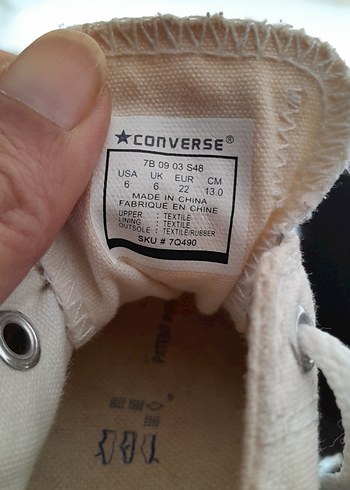 ★CONVERSE®
7B 09 03 S48
USA UK EUR CM
6 6 22 13.0
MADE IN CHINA
FABRIQUE EN CHINE
UPPER : TEXTILE
LINING : TEXTILE
OUTSOLE : TEXTILE/RUBBER
SKU # 7Q490